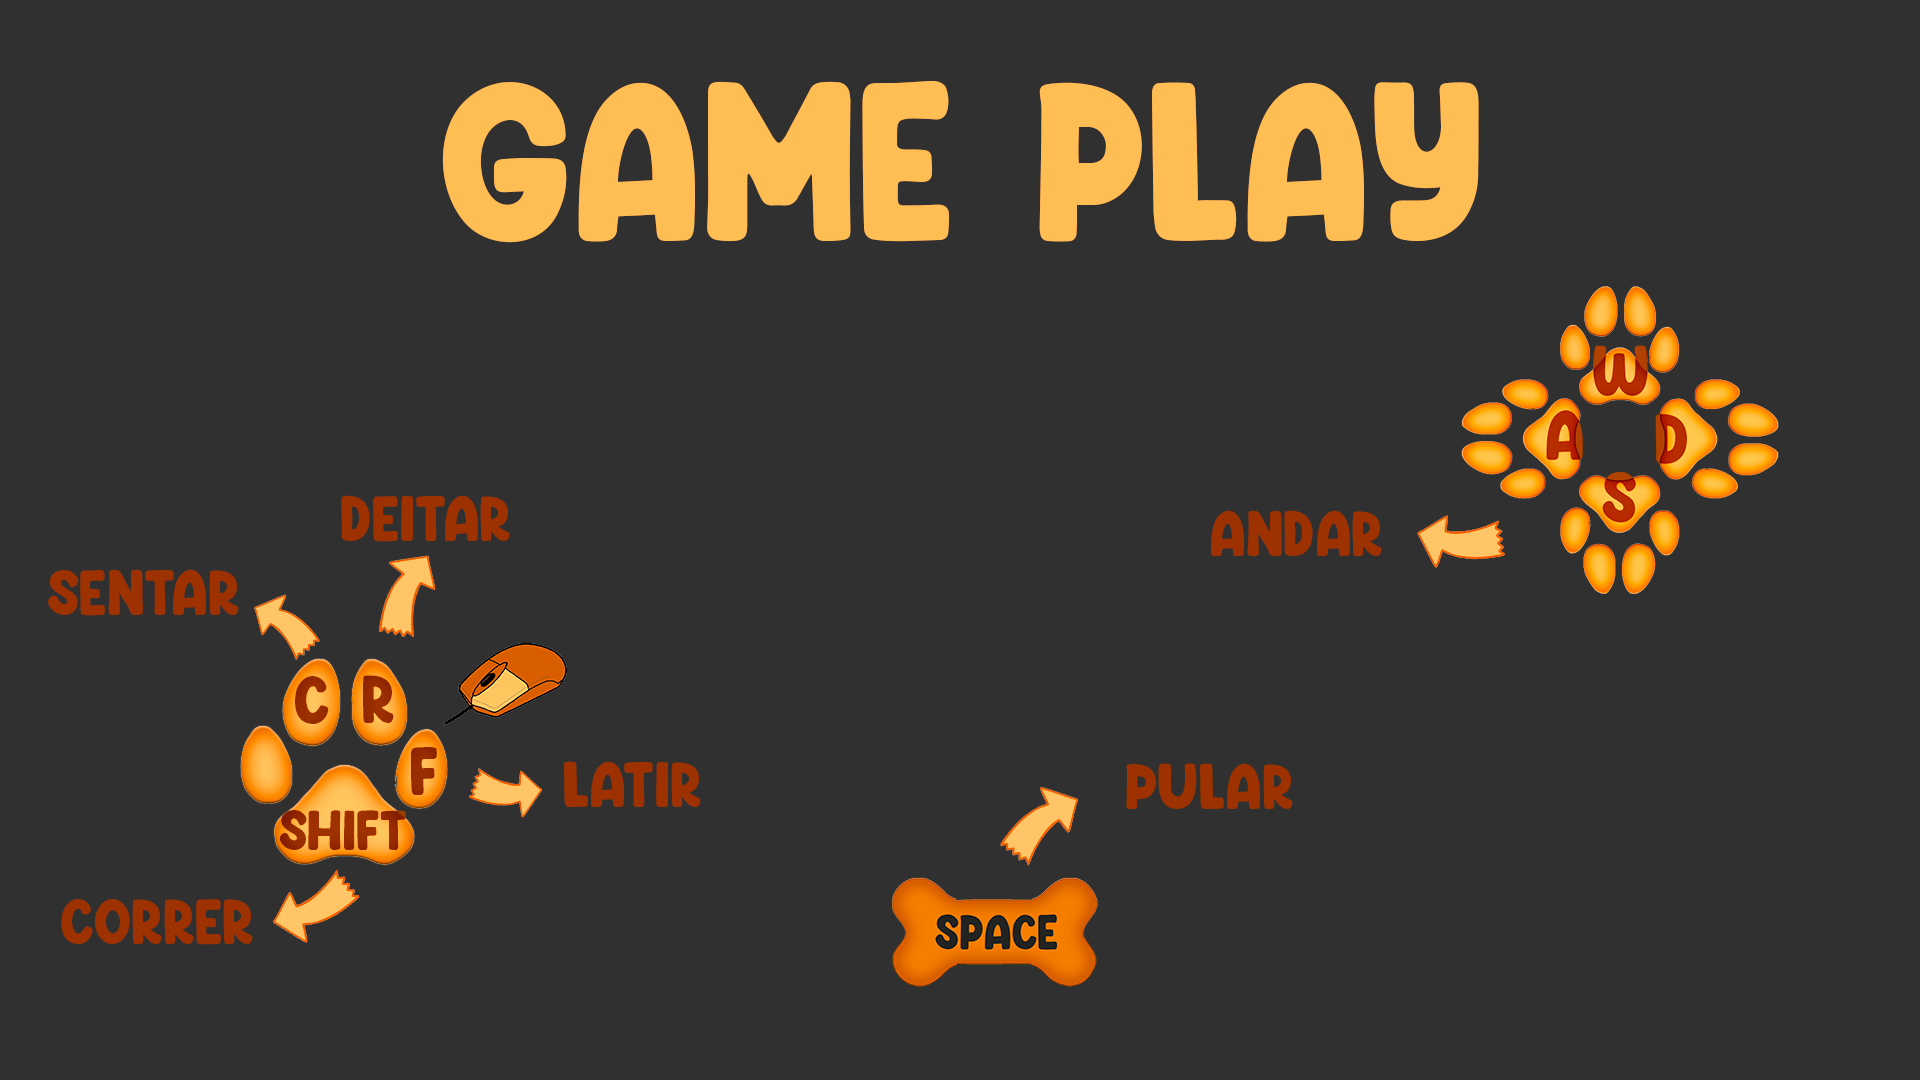 GAME PLAY
W
A D
S
ANDAR
DEITAR
SENTAR
C R
F
LATIR
SHIFT
CORRER
PULAR
SPACE